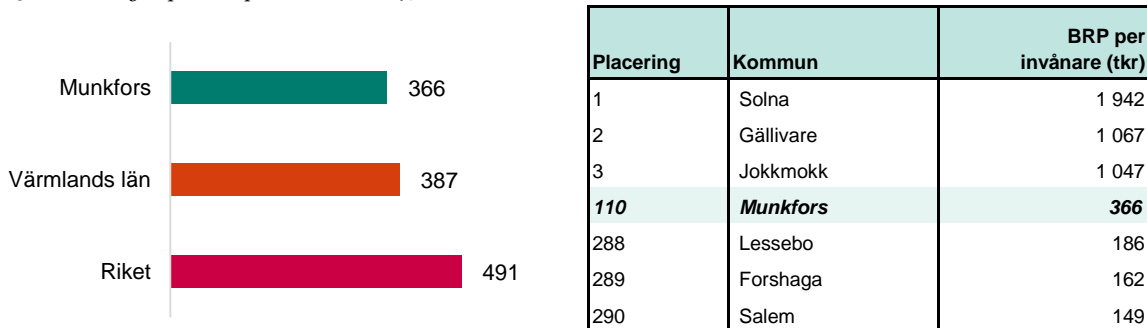 Munkfors 366
Värmlands län 387
Riket 491
Placering Kommun BRP per invånare (tkr)
1 Solna 1 942
2 Gällivare 1 067
3 Jokkmokk 1 047
110 Munkfors 366
288 Lessebo 186
289 Forshaga 162
290 Salem 149